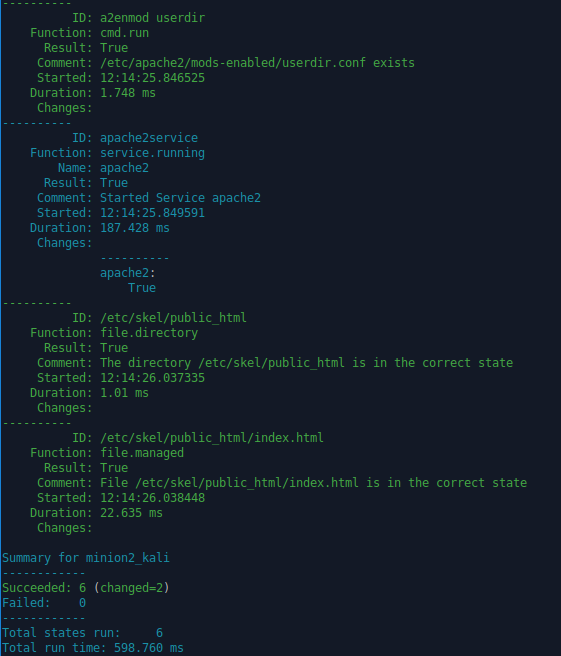 ----------
          ID: a2enmod userdir
    Function: cmd.run
      Result: True
     Comment: /etc/apache2/mods-enabled/userdir.conf exists
     Started: 12:14:25.846525
    Duration: 1.748 ms
     Changes:
----------
          ID: apache2service
    Function: service.running
        Name: apache2
      Result: True
     Comment: Started Service apache2
     Started: 12:14:25.849591
    Duration: 187.428 ms
     Changes:
              ----------
              apache2:
                  True
----------
          ID: /etc/skel/public_html
    Function: file.directory
      Result: True
     Comment: The directory /etc/skel/public_html is in the correct state
     Started: 12:14:26.037335
    Duration: 1.01 ms
     Changes:
----------
          ID: /etc/skel/public_html/index.html
    Function: file.managed
      Result: True
     Comment: File /etc/skel/public_html/index.html is in the correct state
     Started: 12:14:26.038448
    Duration: 22.635 ms
     Changes:

Summary for minion2_kali
------------
Succeeded: 6 (changed=2)
Failed:    0
------------
Total states run:     6
Total run time: 598.760 ms